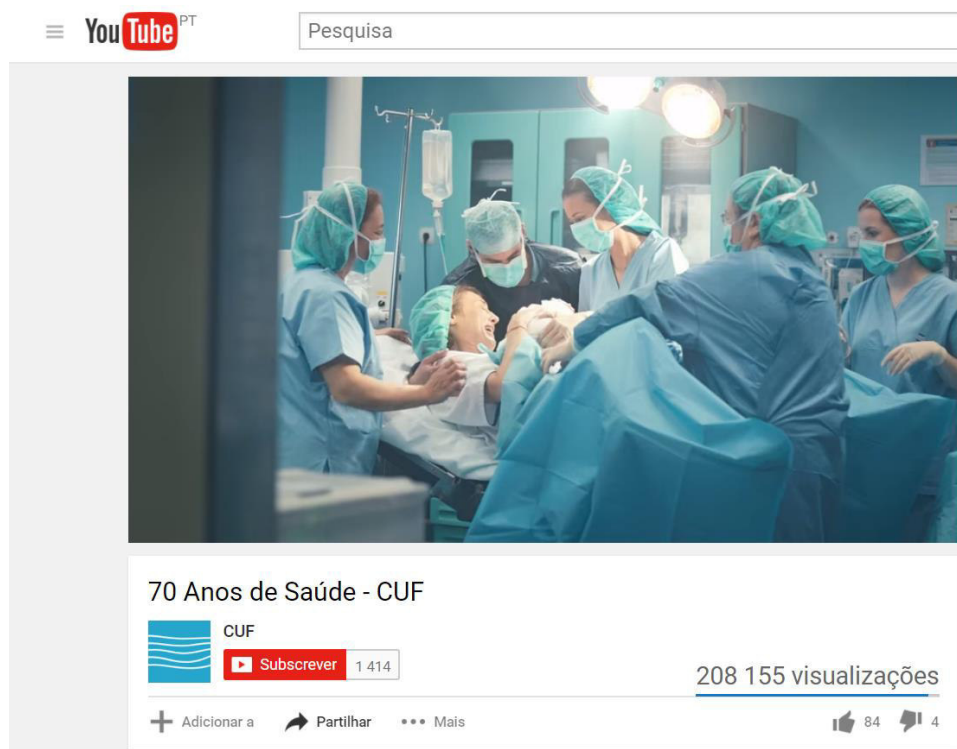 YouTube PT
Pesquisa
70 Anos de Saúde - CUF
CUF
Subscrever 1 414
208 155 visualizações
Adicionar a Partilhar Mais 84 4